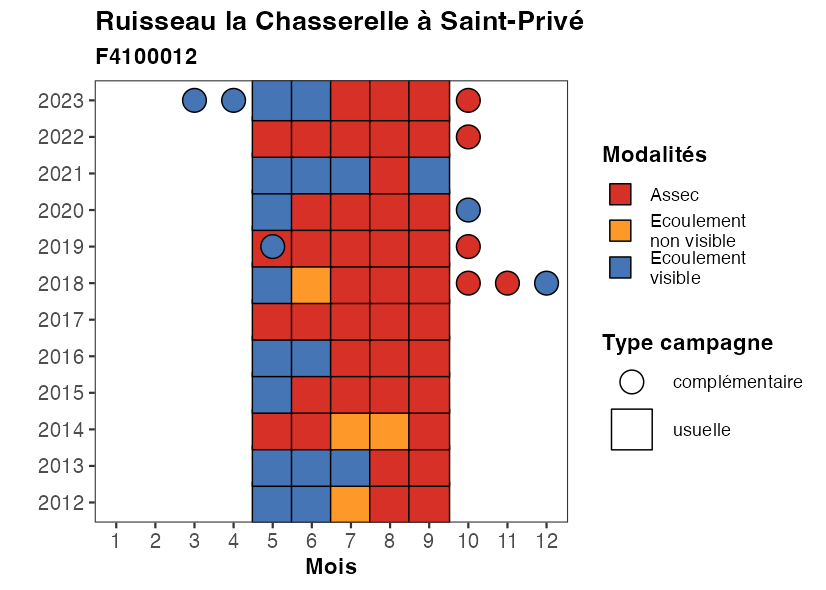 Ruisseau la Chasserelle à Saint-Privé
F4100012
2023
2022
2021
2020
2019
2018
2017
2016
2015
2014
2013
2012
1 2 3 4 5 6 7 8 9 10 11 12
Mois
Modalités
Assec
Ecoulement
non visible
Ecoulement
visible
Type campagne
complémentaire
usuelle